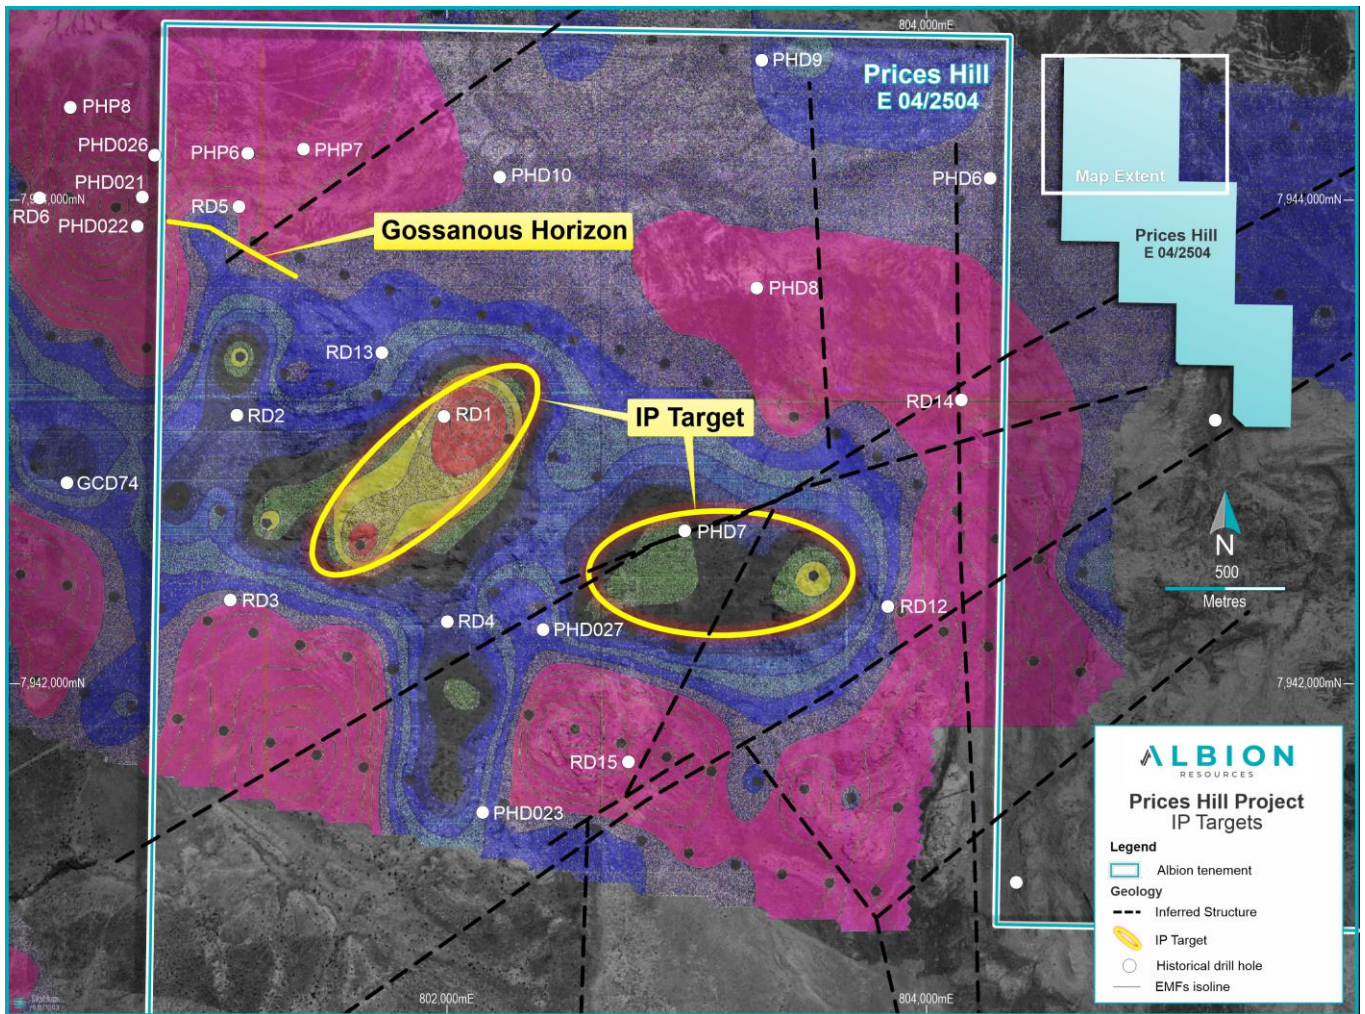 804,000mE
PHD9
Prices Hill
E 04/2504
PHP8
PHD026
PHP6
PHP7
PHD10
PHD6
Map Extent
PHD021
RD6
RD5
7,944,000mN
PHD022
Gossanous Horizon
Prices Hill
E 04/2504
PHD8
RD13
RD2
RD1
IP Target
RD14
GCD74
PHD7
N
500
Metres
RD3
RD4
PHD027
RD12
7,942,000mN
7,942,000mN
RD15
PHD023
ALBION
RESOURCES
Prices Hill Project
IP Targets
Legend
Albion tenement
Geology
Inferred Structure
IP Target
Historical drill hole
EMFs isoline
802,000mE
804,000mE